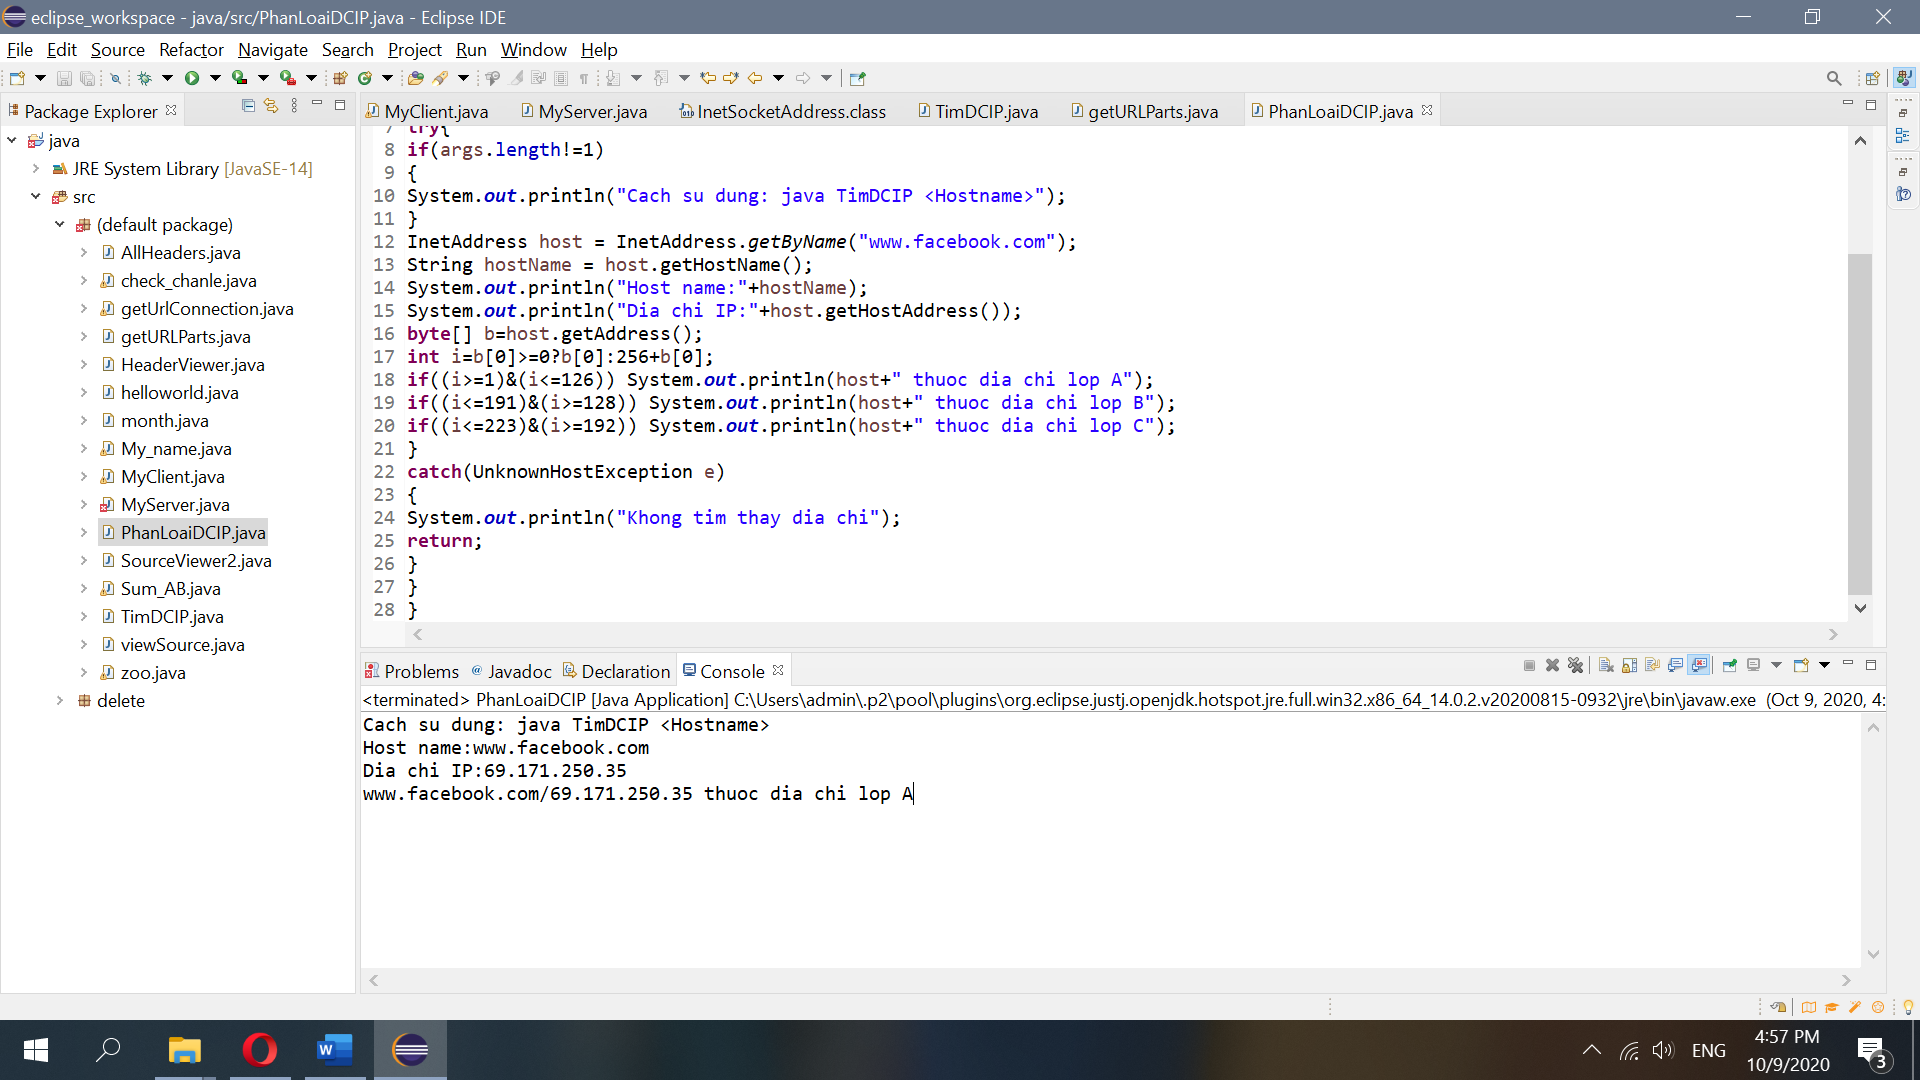 eclipse_workspace - java/src/PhanLoaiDCIP.java - Eclipse IDE
File Edit Source Refactor Navigate Search Project Run Window Help
Package Explorer
java
JRE System Library [JavaSE-14]
src
(default package)
AllHeaders.java
check_chanle.java
getUrlConnection.java
getURLParts.java
HeaderViewer.java
helloworld.java
month.java
My_name.java
MyClient.java
MyServer.java
PhanLoaiDCIP.java
SourceViewer2.java
Sum_AB.java
TimDCIP.java
viewSource.java
zoo.java
delete
MyClient.java MyServer.java InetSocketAddress.class TimDCIP.java getURLParts.java PhanLoaiDCIP.java
7 try{
8 if(args.length!=1)
9 {
10 System.out.println("Cach su dung: java TimDCIP <Hostname>");
11 }
12 InetAddress host = InetAddress.getByName("www.facebook.com");
13 String hostName = host.getHostName();
14 System.out.println("Host name:"+hostName);
15 System.out.println("Dia chi IP:"+host.getHostAddress());
16 byte[] b=host.getAddress();
17 int i=b[0]>=0?b[0]:256+b[0];
18 if((i>=1)&(i<=126)) System.out.println(host+" thuoc dia chi lop A");
19 if((i<=191)&(i>=128)) System.out.println(host+" thuoc dia chi lop B");
20 if((i<=223)&(i>=192)) System.out.println(host+" thuoc dia chi lop C");
21 }
22 catch(UnknownHostException e)
23 {
24 System.out.println("Khong tim thay dia chi");
25 return;
26 }
27 }
28 }
Problems Javadoc Declaration Console
<terminated> PhanLoaiDCIP [Java Application] C:\Users\admin\.p2\pool\plugins\org.eclipse.justj.openjdk.hotspot.jre.full.win32.x86_64_14.0.2.v20200815-0932\jre\bin\javaw.exe (Oct 9, 2020, 4:
Cach su dung: java TimDCIP <Hostname>
Host name:www.facebook.com
Dia chi IP:69.171.250.35
www.facebook.com/69.171.250.35 thuoc dia chi lop A
ENG
4:57 PM
10/9/2020
3